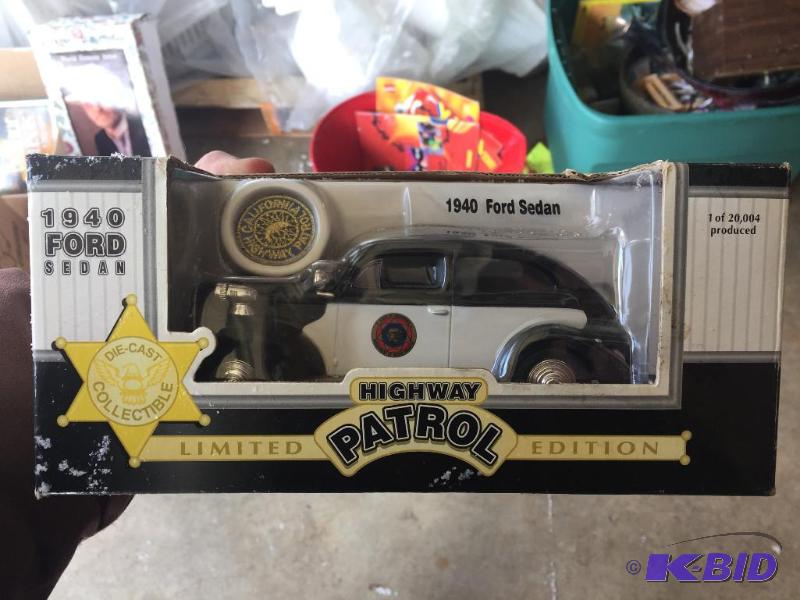 1940
FORD
SEDAN
1940 Ford Sedan
1 of 20,004
produced
CALIFORNIA
HIGHWAY PATROL
DIE-CAST
COLLECTIBLE
HIGHWAY
PATROL
LIMITED EDITION
K-BID